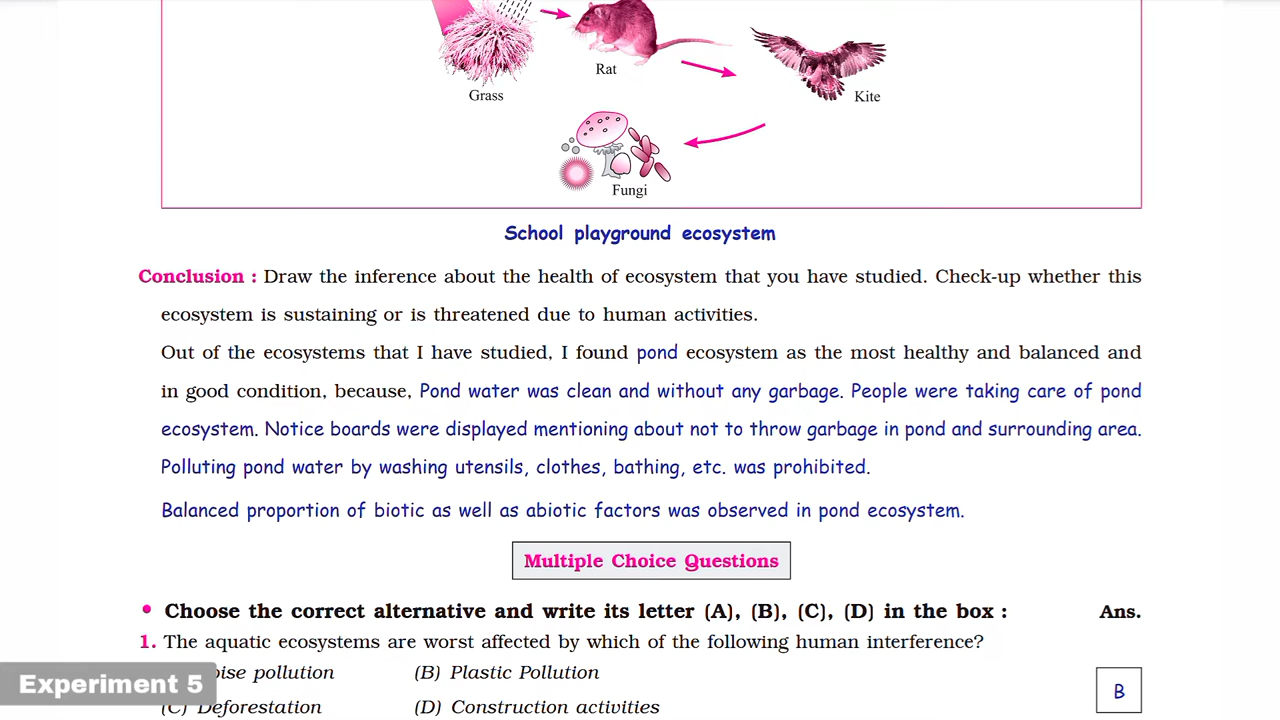 Rat
Grass
Kite
Fungi
School playground ecosystem
Conclusion : Draw the inference about the health of ecosystem that you have studied. Check-up whether this
ecosystem is sustaining or is threatened due to human activities.
Out of the ecosystems that I have studied, I found pond ecosystem as the most healthy and balanced and
in good condition, because, Pond water was clean and without any garbage. People were taking care of pond
ecosystem. Notice boards were displayed mentioning about not to throw garbage in pond and surrounding area.
Polluting pond water by washing utensils, clothes, bathing, etc. was prohibited.
Balanced proportion of biotic as well as abiotic factors was observed in pond ecosystem.
Multiple Choice Questions
• Choose the correct alternative and write its letter (A), (B), (C), (D) in the box : Ans.
1. The aquatic ecosystems are worst affected by which of the following human interference?
oise pollution (B) Plastic Pollution
Experiment 5 B
(C) Deforestation (D) Construction activities